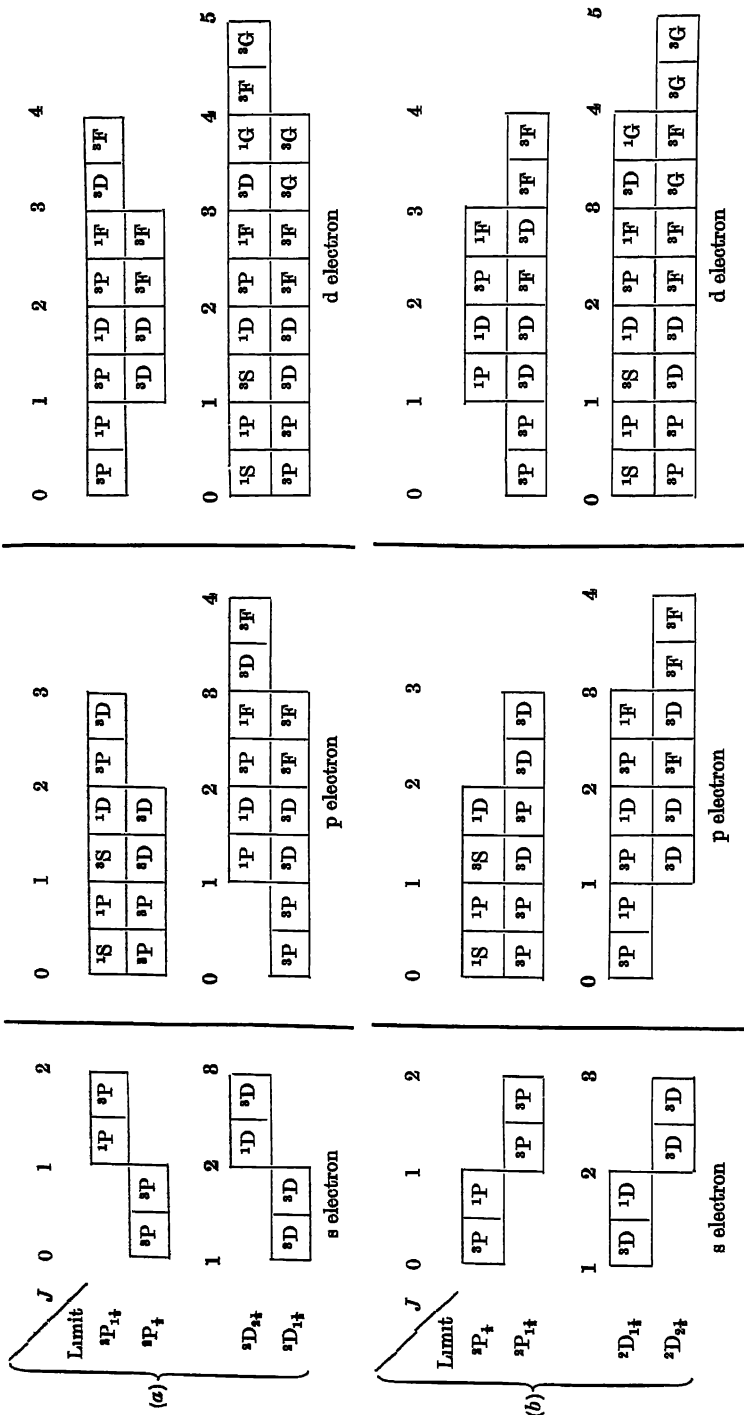 J 0 1 2 0 1 2 3 0 1 2 3 4
Limit
²P₁½ ¹P ³P ¹S ¹P ³S ¹D ³P ³D ³P ¹P ³P ¹D ³P ¹F ³D ³F
²P½ ³P ³P ³P ³P ³D ³D ³D ³D ³F ³F
(a)
1 2 3 0 1 2 3 4 0 1 2 3 4 5
²D₂½ ¹D ³D ¹P ¹D ³P ¹F ³D ³F ¹S ¹P ³S ¹D ³P ¹F ³D ¹G ³F ³G
²D₁½ ³D ³D ³P ³P ³D ³D ³F ³F ³P ³P ³D ³D ³F ³F ³G ³G
s electron p electron d electron
J 0 1 2 0 1 2 3 0 1 2 3 4
Limit
²P½ ³P ¹P ¹S ¹P ³S ¹D ¹P ¹D ³P ¹F
²P₁½ ³P ³P ³P ³P ³D ³P ³D ³D ³P ³P ³D ³D ³F ³D ³F ³F
(b)
1 2 3 0 1 2 3 4 0 1 2 3 4 5
²D₁½ ³D ¹D ³P ¹P ³P ¹D ³P ¹F ¹S ¹P ³S ¹D ³P ¹F ³D ¹G
²D₂½ ³D ³D ³D ³D ³F ³D ³F ³F ³P ³P ³D ³D ³F ³F ³G ³F ³G ³G
s electron p electron d electron